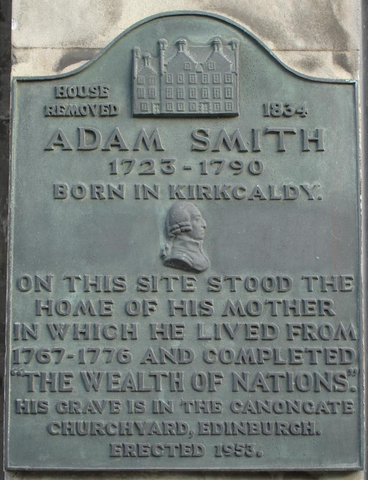 HOUSE
REMOVED 1834
ADAM SMITH
1723-1790
BORN IN KIRKCALDY.
ON THIS SITE STOOD THE
HOME OF HIS MOTHER
IN WHICH HE LIVED FROM
1767-1776 AND COMPLETED
"THE WEALTH OF NATIONS".
HIS GRAVE IS IN THE CANONGATE
CHURCHYARD, EDINBURGH.
ERECTED 1953.